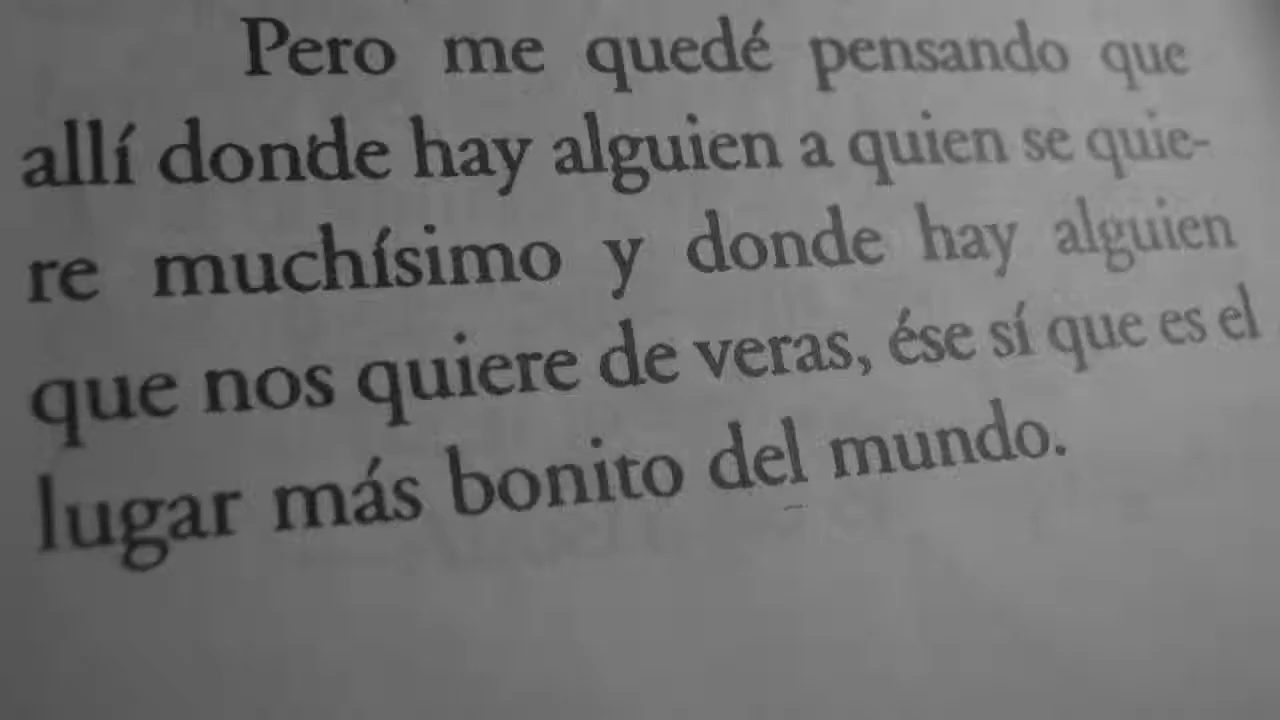 Pero me quedé pensando que
allí donde hay alguien a quien se quie-
re muchísimo y donde hay alguien
que nos quiere de veras, ése sí que es el
lugar más bonito del mundo.